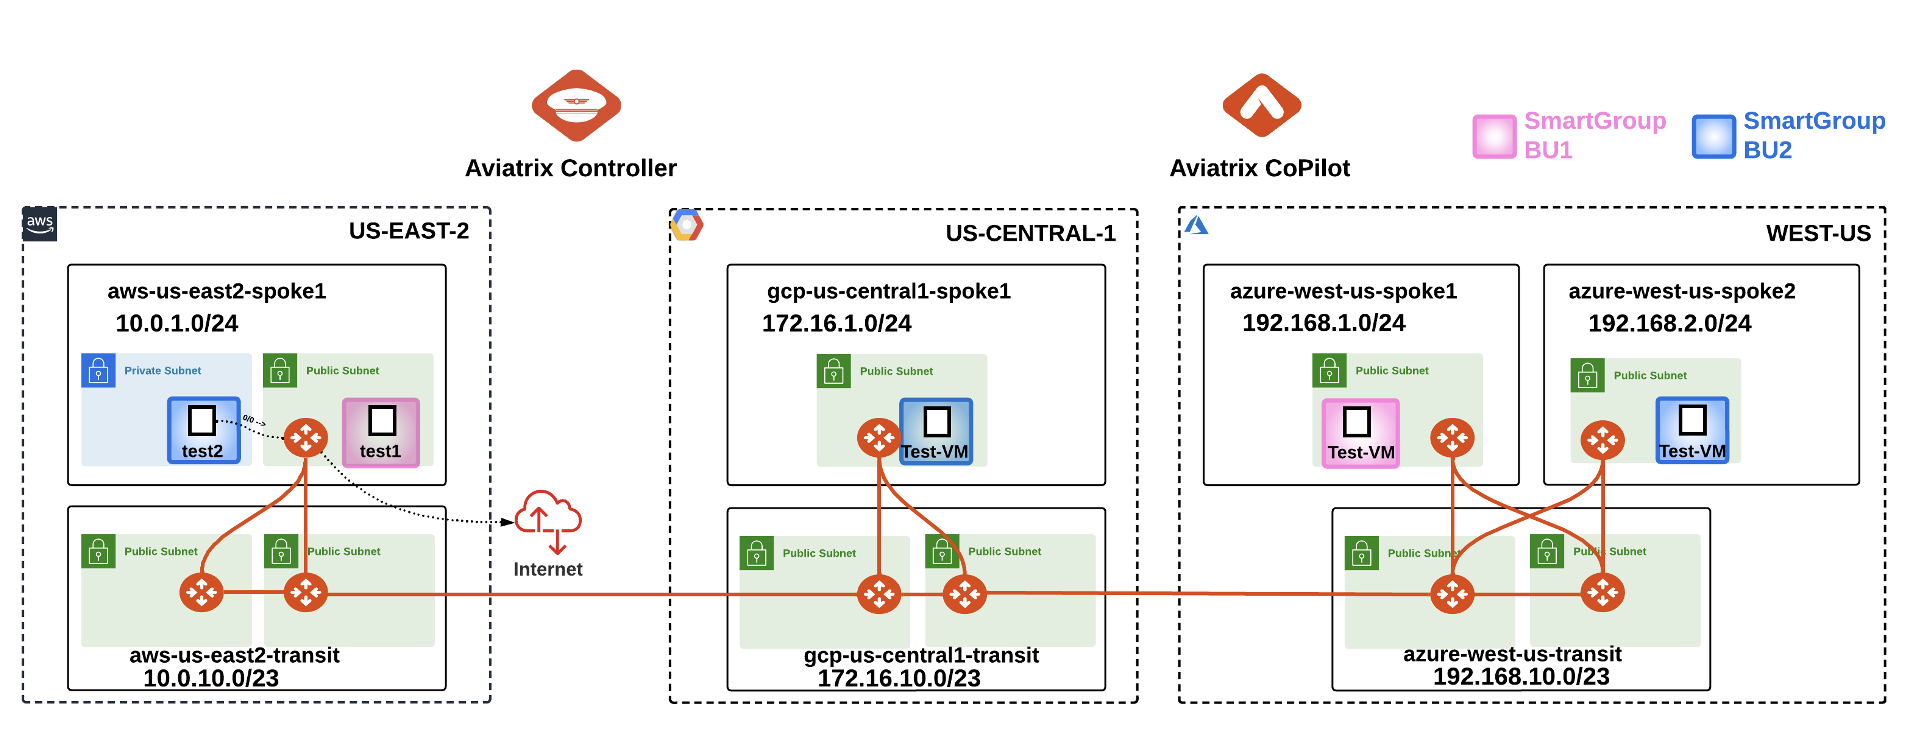 Aviatrix Controller
Aviatrix CoPilot
SmartGroup
BU1
SmartGroup
BU2
aws
US-EAST-2
aws-us-east2-spoke1
10.0.1.0/24
Private Subnet
Public Subnet
0/0 -->
test2
test1
Internet
Public Subnet
Public Subnet
aws-us-east2-transit
10.0.10.0/23
US-CENTRAL-1
gcp-us-central1-spoke1
172.16.1.0/24
Public Subnet
Test-VM
Public Subnet
Public Subnet
gcp-us-central1-transit
172.16.10.0/23
WEST-US
azure-west-us-spoke1
192.168.1.0/24
Public Subnet
Test-VM
azure-west-us-spoke2
192.168.2.0/24
Public Subnet
Test-VM
Public Subnet
Public Subnet
azure-west-us-transit
192.168.10.0/23